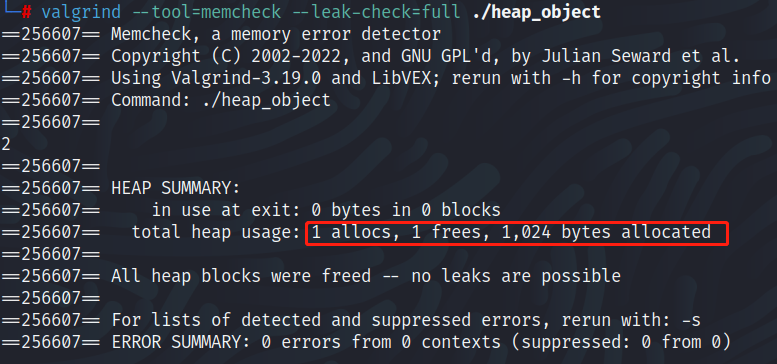 └─# valgrind --tool=memcheck --leak-check=full ./heap_object
==256607== Memcheck, a memory error detector
==256607== Copyright (C) 2002-2022, and GNU GPL'd, by Julian Seward et al.
==256607== Using Valgrind-3.19.0 and LibVEX; rerun with -h for copyright info
==256607== Command: ./heap_object
==256607==
2
==256607==
==256607== HEAP SUMMARY:
==256607==     in use at exit: 0 bytes in 0 blocks
==256607==   total heap usage: 1 allocs, 1 frees, 1,024 bytes allocated
==256607==
==256607== All heap blocks were freed -- no leaks are possible
==256607==
==256607== For lists of detected and suppressed errors, rerun with: -s
==256607== ERROR SUMMARY: 0 errors from 0 contexts (suppressed: 0 from 0)